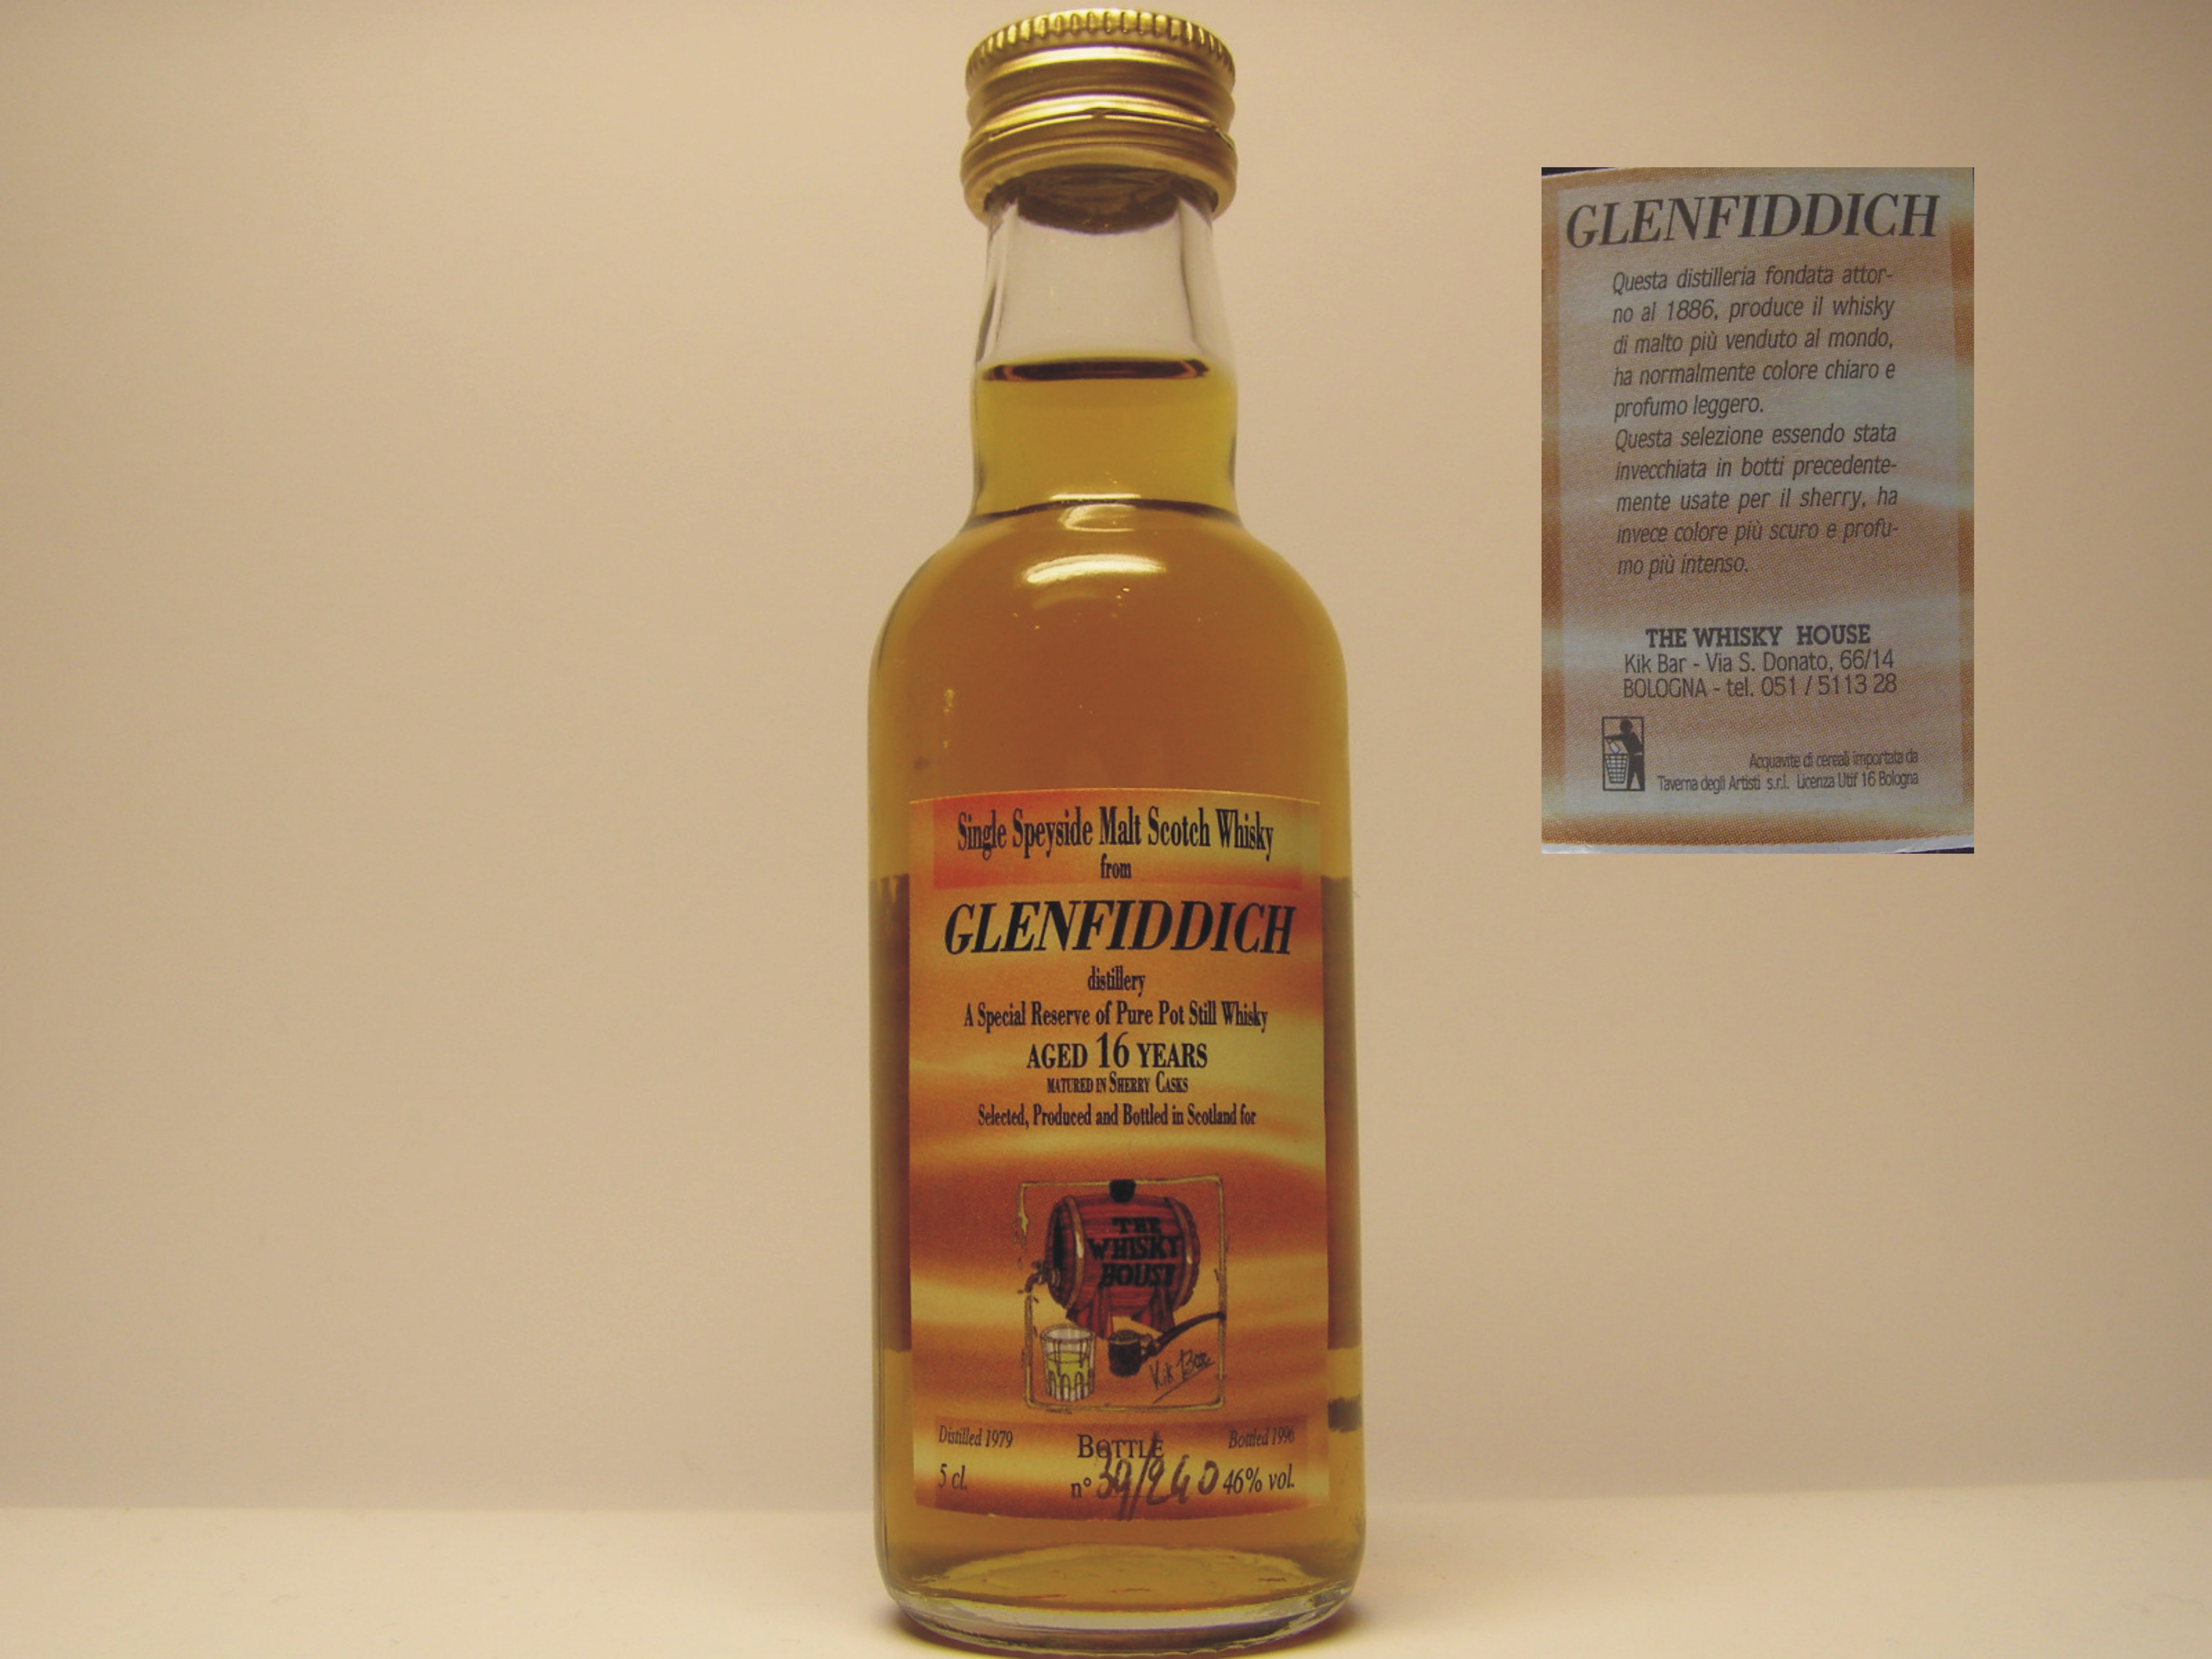 Single Speyside Malt Scotch Whisky
from
GLENFIDDICH
distillery
A Special Reserve of Pure Pot Still Whisky
AGED 16 YEARS
MATURED IN SHERRY CASKS
Selected, Produced and Bottled in Scotland for
THE
WHISKY
HOUSE
Kik Bar
Distilled 1979
BOTTLE
Bottled 1996
5 cl.
n° 39/240
46% vol.
GLENFIDDICH
Questa distilleria fondata attor-
no al 1886, produce il whisky
di malto più venduto al mondo,
ha normalmente colore chiaro e
profumo leggero.
Questa selezione essendo stata
invecchiata in botti precedente-
mente usate per il sherry, ha
invece colore più scuro e profu-
mo più intenso.
THE WHISKY HOUSE
Kik Bar - Via S. Donato, 66/14
BOLOGNA - tel. 051 / 5113 28
Acquavite di cereali importata da
Taverna degli Artisti s.r.l. Licenza Utif 16 Bologna